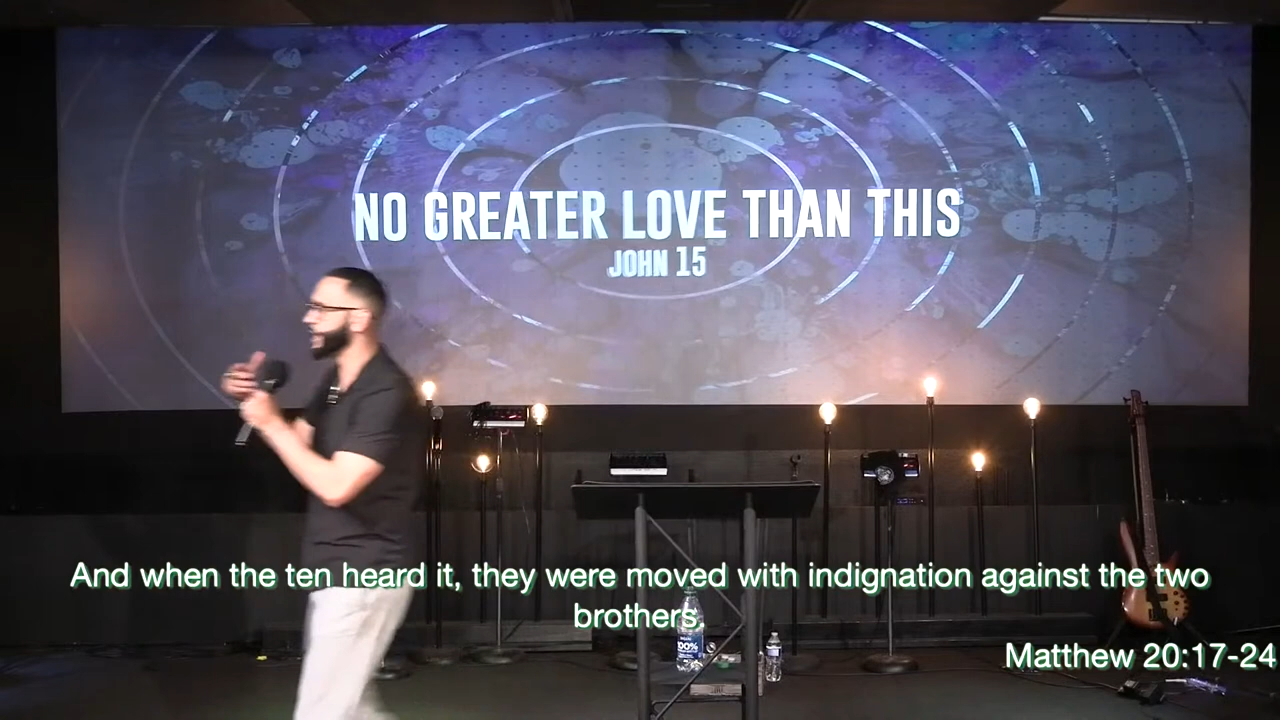 NO GREATER LOVE THAN THIS
JOHN 15
And when the ten heard it, they were moved with indignation against the two
brothers.
100%
Matthew 20:17-24